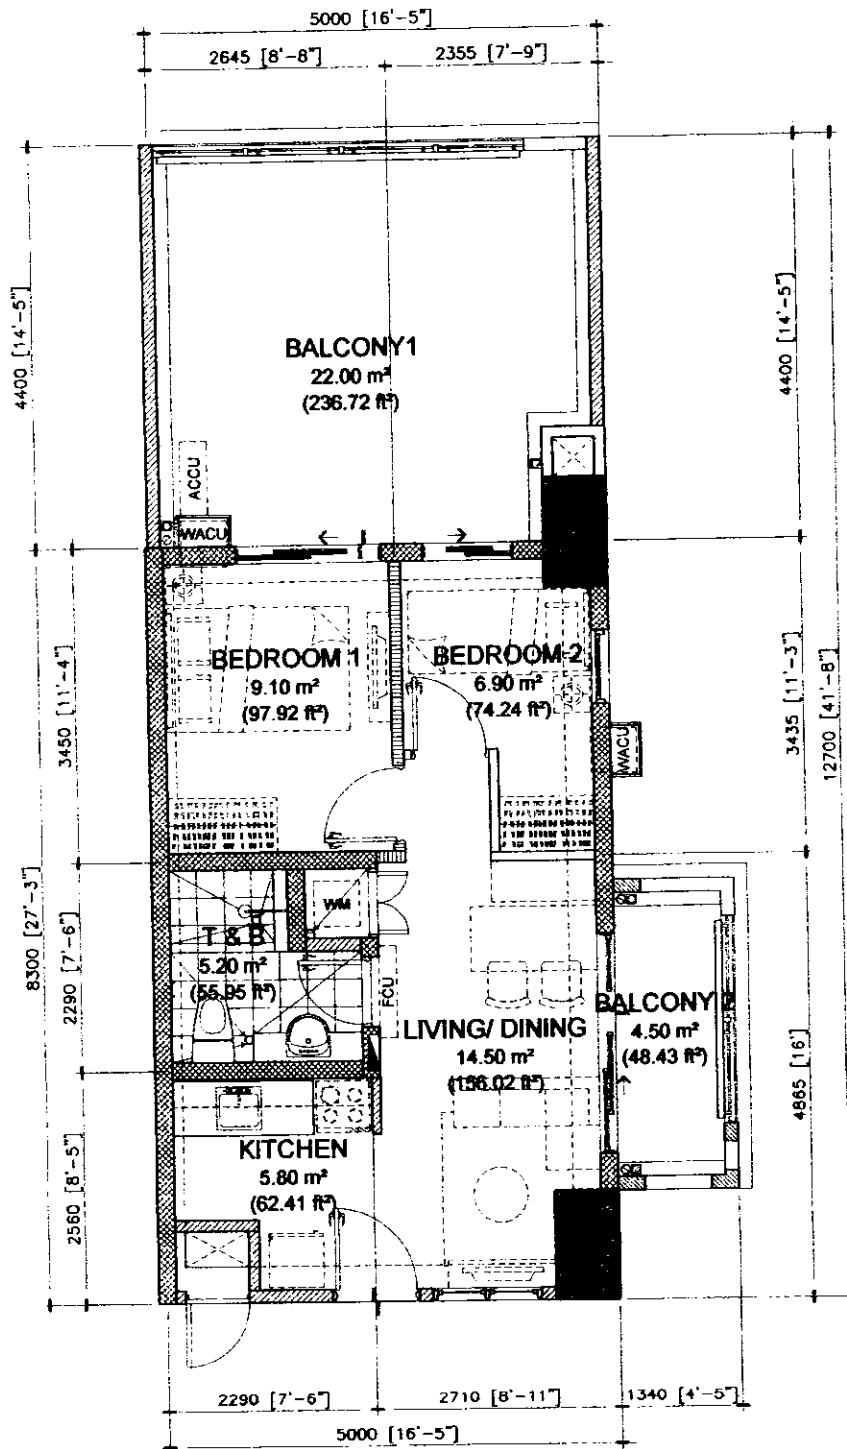 5000 [16'-5"]
2645 [8'-8"]
2355 [7'-9"]
4400 [14'-5"]
4400 [14'-5"]
12700 [41'-8"]
BALCONY1
22.00 m²
(236.72 ft²)
ACCU
WACU
BEDROOM 1
9.10 m²
(97.92 ft²)
BEDROOM 2
6.90 m²
(74.24 ft²)
3450 [11'-4"]
3435 [11'-3"]
WACU
8300 [27'-3"]
2290 [7'-6"]
WM
T & B
5.20 m²
(55.95 ft²)
FCU
LIVING/ DINING
14.50 m²
(156.02 ft²)
BALCONY 2
4.50 m²
(48.43 ft²)
4865 [16']
2560 [8'-5"]
KITCHEN
5.80 m²
(62.41 ft²)
2290 [7'-6"]
2710 [8'-11"]
1340 [4'-5"]
5000 [16'-5"]